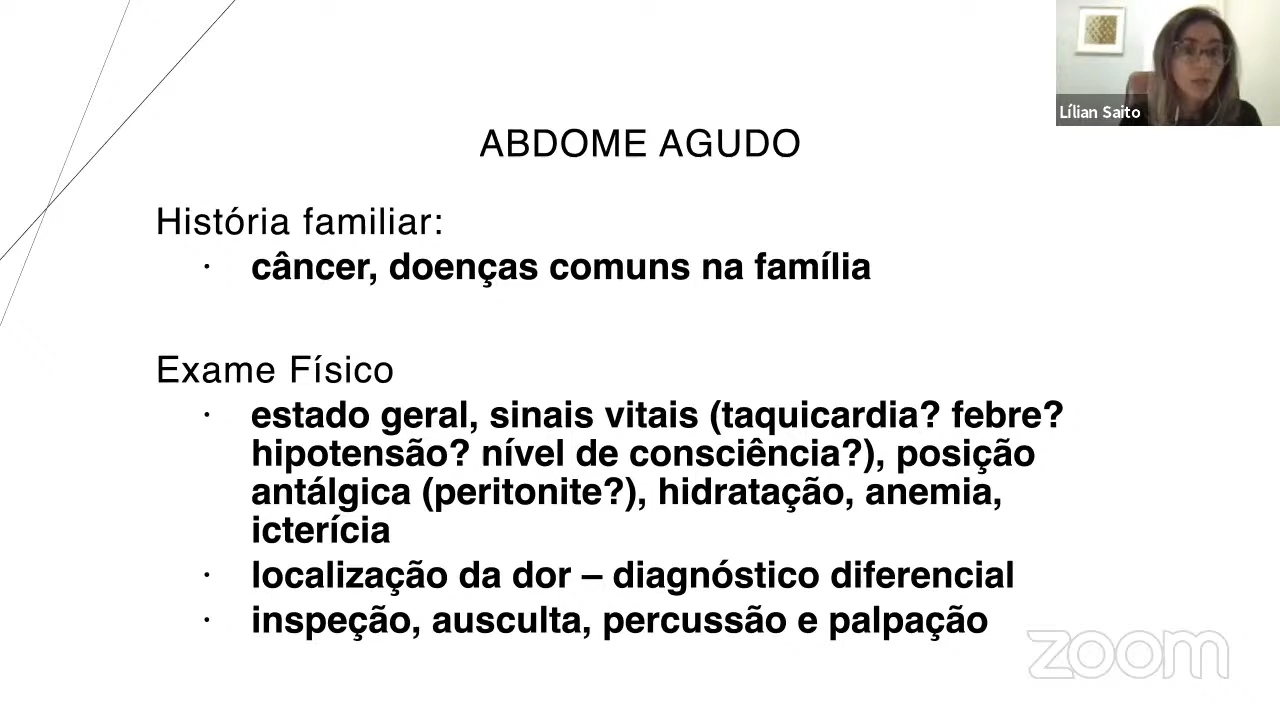 Lílian Saito
ABDOME AGUDO
História familiar:
· câncer, doenças comuns na família
Exame Físico
· estado geral, sinais vitais (taquicardia? febre?
hipotensão? nível de consciência?), posição
antálgica (peritonite?), hidratação, anemia,
icterícia
· localização da dor – diagnóstico diferencial
· inspeção, ausculta, percussão e palpação
zoom